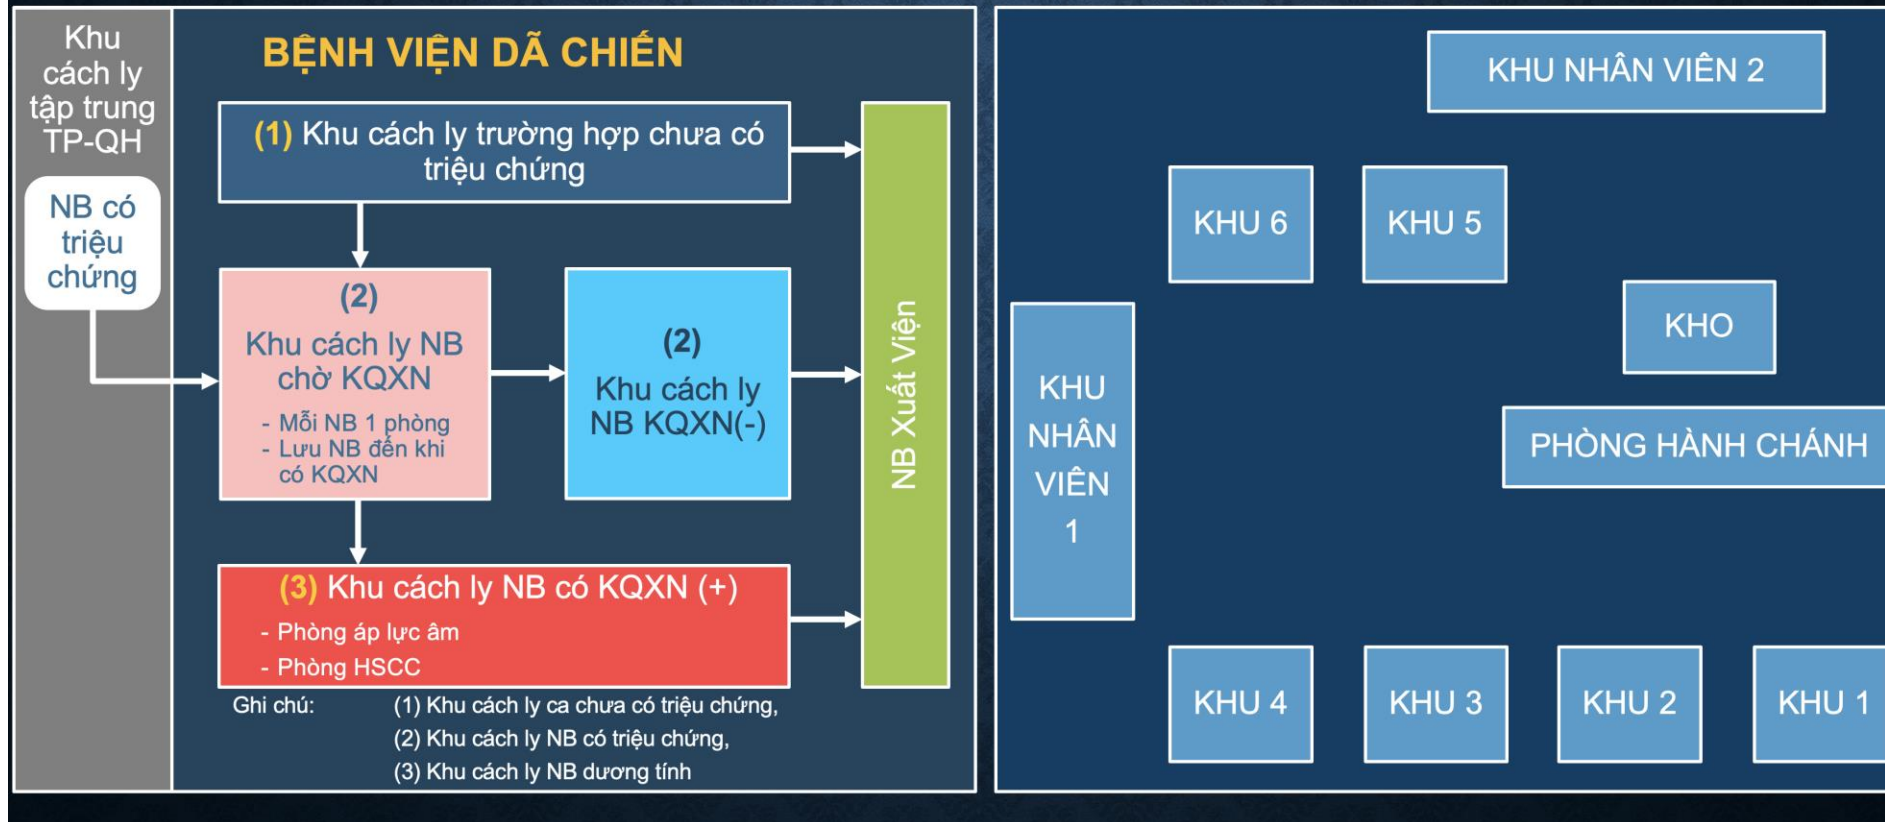 Khu
cách ly
tập trung
TP-QH
NB có
triệu
chứng
BỆNH VIỆN DÃ CHIẾN
(1) Khu cách ly trường hợp chưa có
triệu chứng
(2)
Khu cách ly NB
chờ KQXN
- Mỗi NB 1 phòng
- Lưu NB đến khi
có KQXN
(2)
Khu cách ly
NB KQXN(-)
(3) Khu cách ly NB có KQXN (+)
- Phòng áp lực âm
- Phòng HSCC
NB Xuất Viện
Ghi chú: (1) Khu cách ly ca chưa có triệu chứng,
(2) Khu cách ly NB có triệu chứng,
(3) Khu cách ly NB dương tính
KHU NHÂN VIÊN 2
KHU 6
KHU 5
KHO
KHU
NHÂN
VIÊN
1
PHÒNG HÀNH CHÁNH
KHU 4
KHU 3
KHU 2
KHU 1